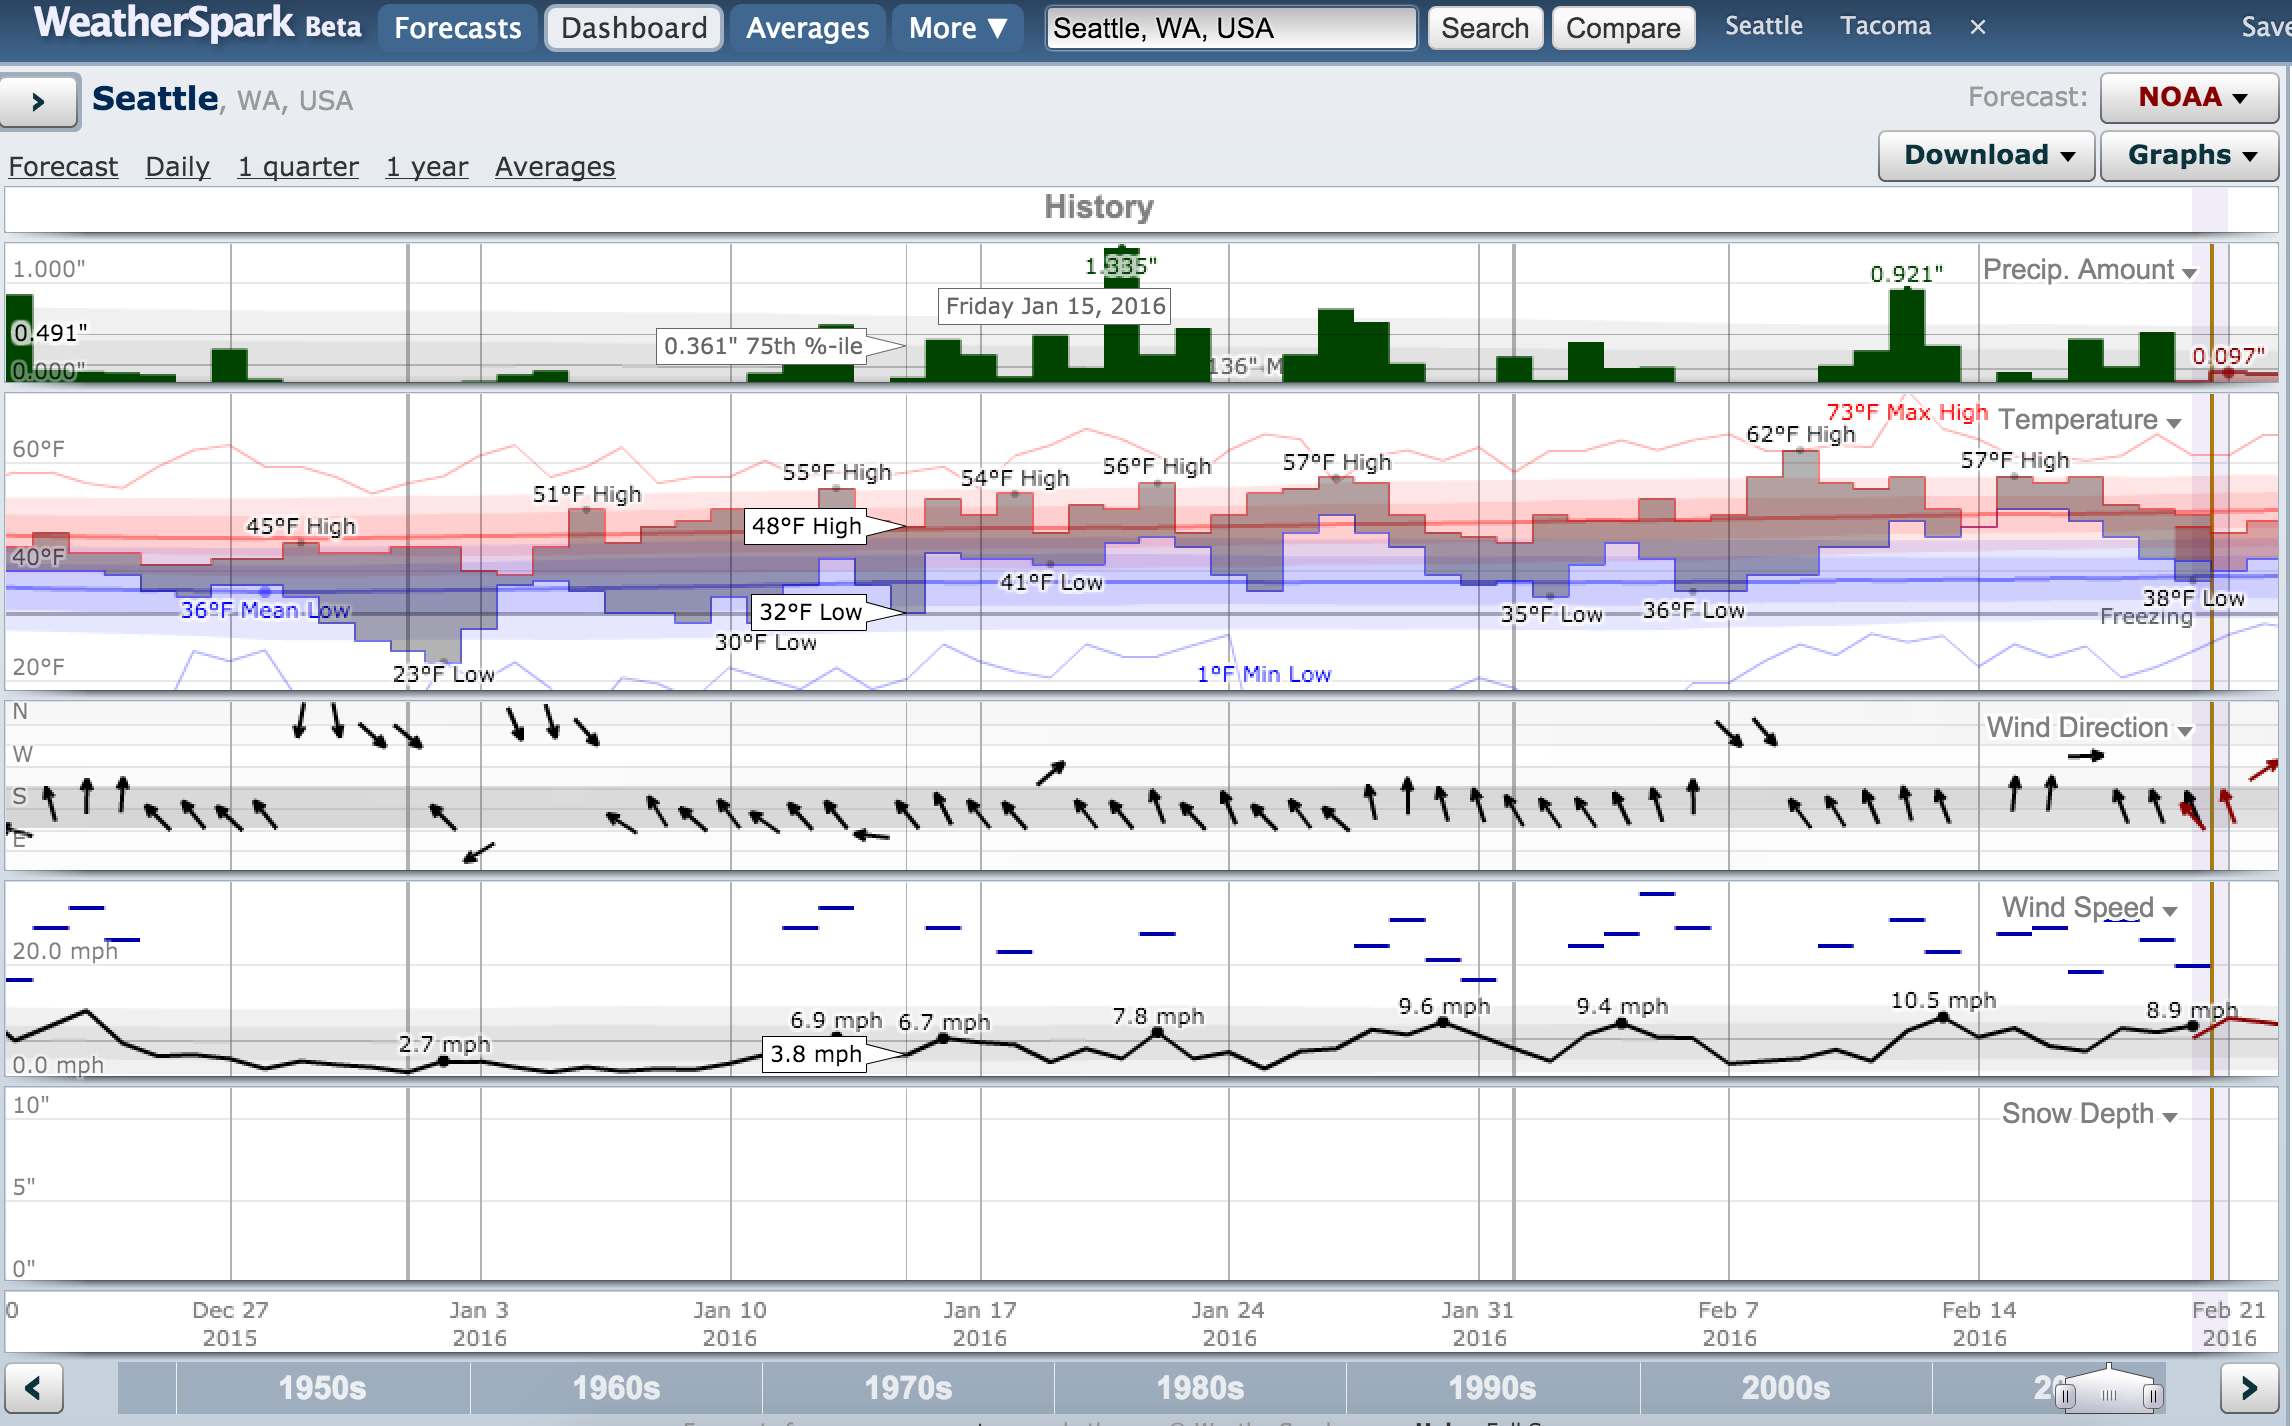 WeatherSpark Beta Forecasts Dashboard Averages More ▼ Seattle, WA, USA Search Compare Seattle Tacoma × Save
> Seattle, WA, USA Forecast: NOAA ▼
Forecast Daily 1 quarter 1 year Averages Download ▼ Graphs ▼
History
1.000" 1.335" 0.921" Precip. Amount ▼
Friday Jan 15, 2016
0.491" 0.361" 75th %-ile
0.000" 136" M 0.097"
73°F Max High Temperature ▼
60°F 62°F High
55°F High 54°F High 56°F High 57°F High 57°F High
51°F High
45°F High 48°F High
40°F
41°F Low
36°F Mean Low 32°F Low 35°F Low 36°F Low 38°F Low
Freezing
30°F Low
20°F 23°F Low 1°F Min Low
N
W Wind Direction ▼
S
E
Wind Speed ▼
20.0 mph
9.6 mph 9.4 mph 10.5 mph 8.9 mph
6.9 mph 6.7 mph 7.8 mph
2.7 mph 3.8 mph
0.0 mph
10" Snow Depth ▼
5"
0"
0 Dec 27 Jan 3 Jan 10 Jan 17 Jan 24 Jan 31 Feb 7 Feb 14 Feb 21
2015 2016 2016 2016 2016 2016 2016 2016 2016
< 1950s 1960s 1970s 1980s 1990s 2000s 20 >